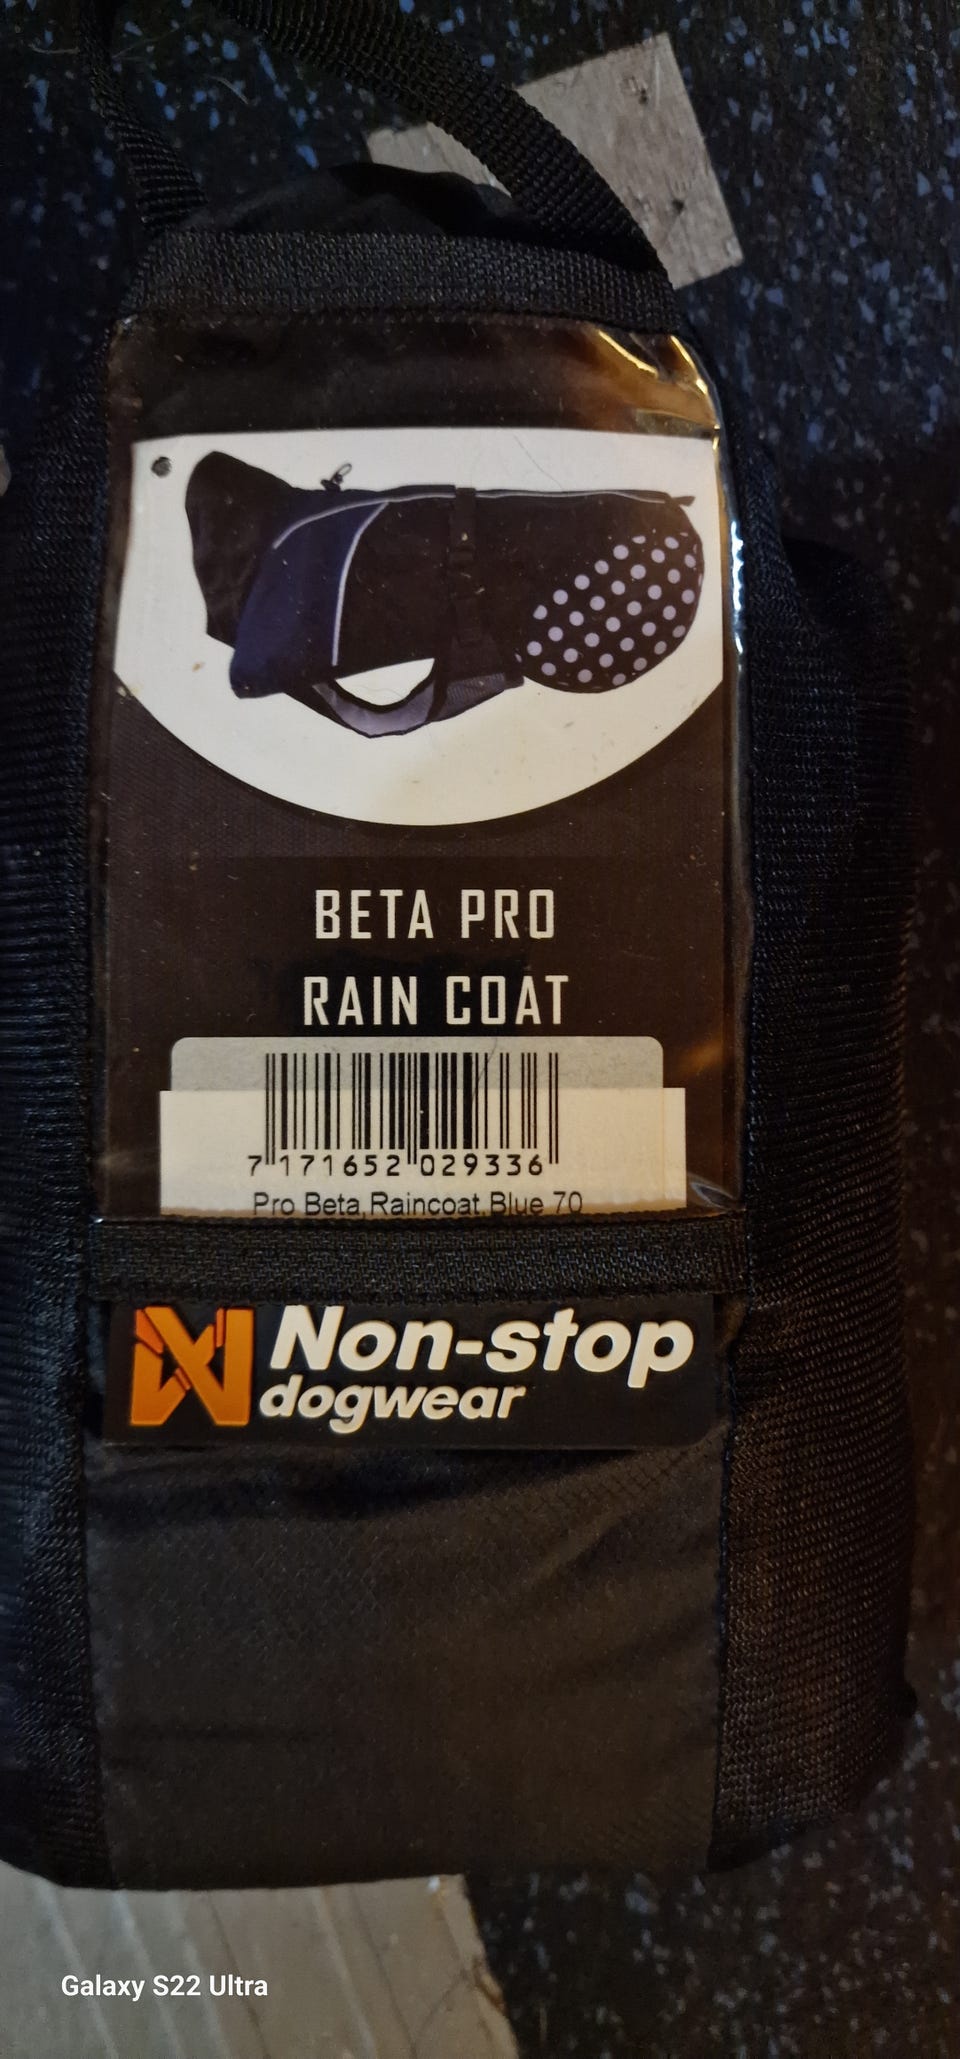 BETA PRO
RAIN COAT
7 171652 029336
Pro Beta,Raincoat,Blue 70
Non-stop
dogwear
Galaxy S22 Ultra